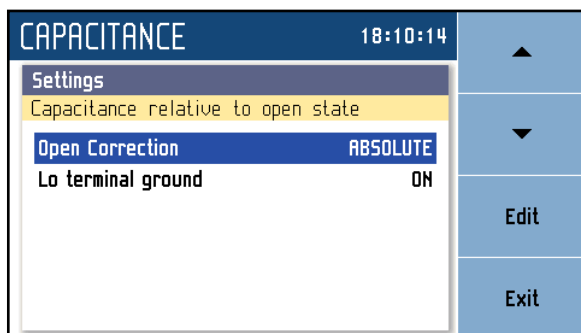 CAPACITANCE 18:10:14
Settings
Capacitance relative to open state
Open Correction ABSOLUTE
Lo terminal ground ON
Edit
Exit